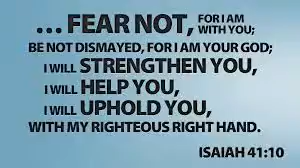 ... FEAR NOT, FOR I AM WITH YOU;
BE NOT DISMAYED, FOR I AM YOUR GOD;
I WILL STRENGTHEN YOU,
I WILL HELP YOU,
I WILL UPHOLD YOU,
WITH MY RIGHTEOUS RIGHT HAND.
ISAIAH 41:10